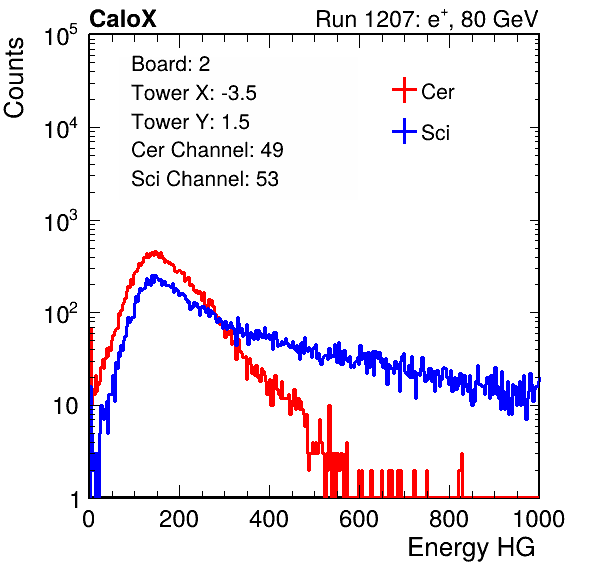 CaloX Run 1207: e⁺, 80 GeV
Counts
Board: 2
Tower X: -3.5
Tower Y: 1.5
Cer Channel: 49
Sci Channel: 53
Cer
Sci
10⁵
10⁴
10³
10²
10
1
0 200 400 600 800 1000
Energy HG